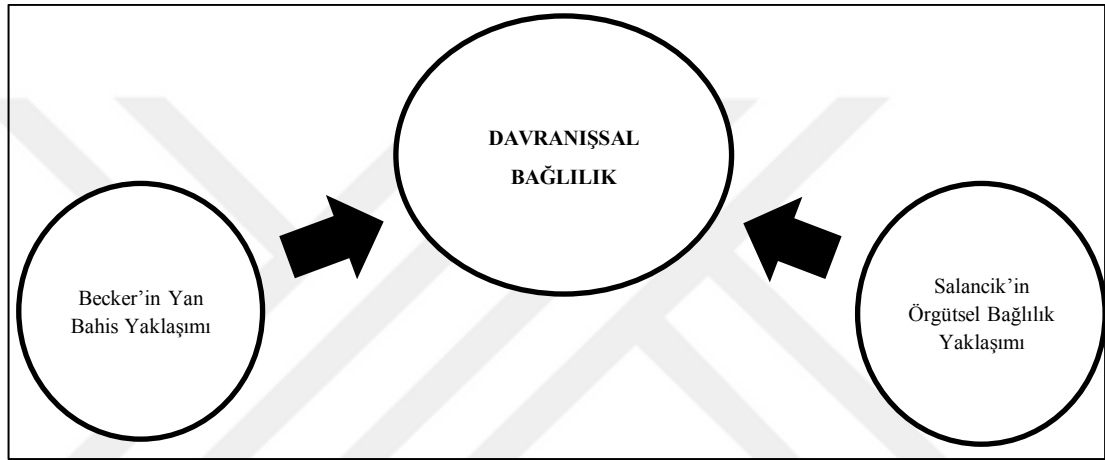 DAVRANIŞSAL
BAĞLILIK
Becker’in Yan
Bahis Yaklaşımı
Salancik’in
Örgütsel Bağlılık
Yaklaşımı